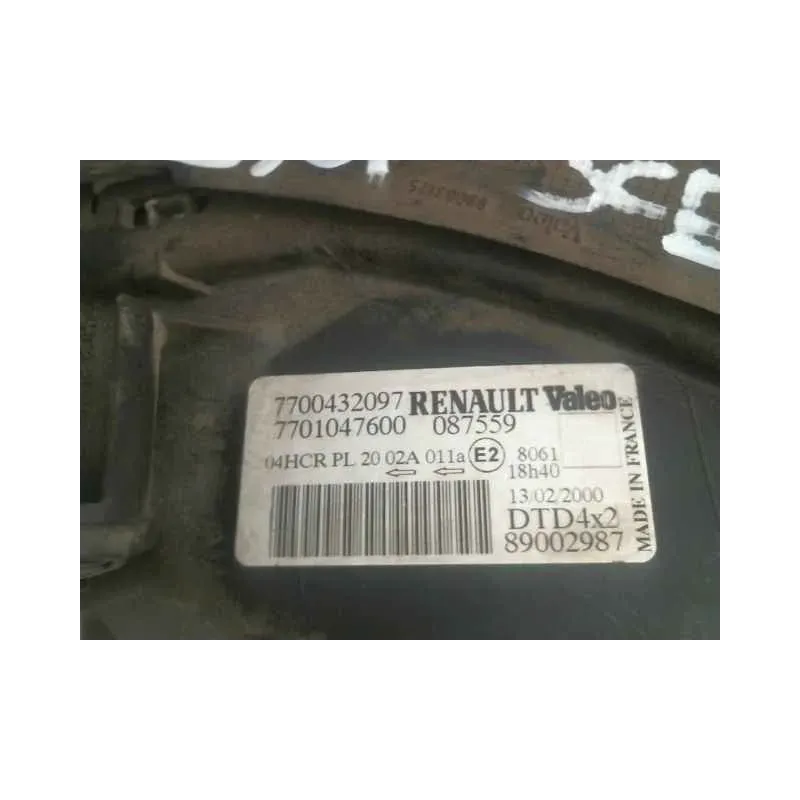 Valeo 
7700432097 RENAULT Valeo
7701047600 087559
04HCR PL 20 02A 011a E2 8061
18h40
13/02/2000
DTD4x2
89002987
MADE IN FRANCE